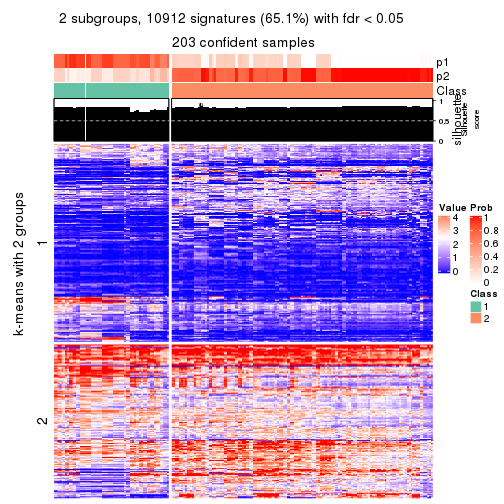 2 subgroups, 10912 signatures (65.1%) with fdr < 0.05
203 confident samples
p1
p2
Class
1
0.5
0
silhouette
Silhouette
score
k-means with 2 groups
1
2
Value
4
3
2
1
0
Prob
1
0.8
0.6
0.4
0.2
0
Class
1
2